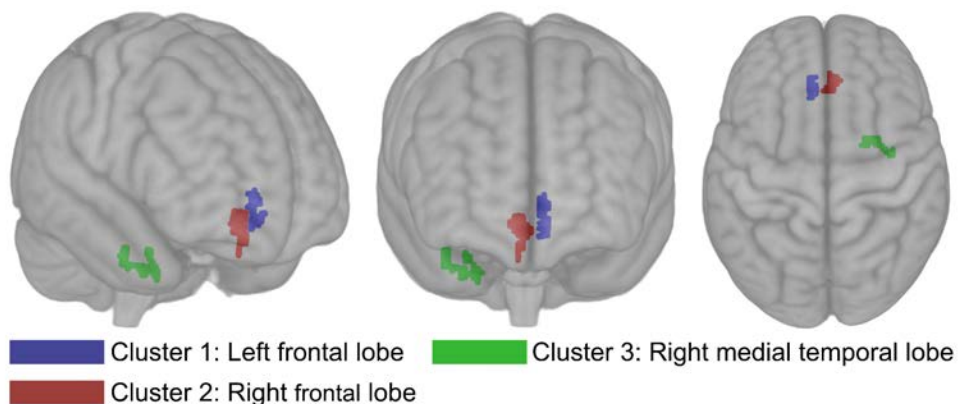 Cluster 1: Left frontal lobe
Cluster 3: Right medial temporal lobe
Cluster 2: Right frontal lobe